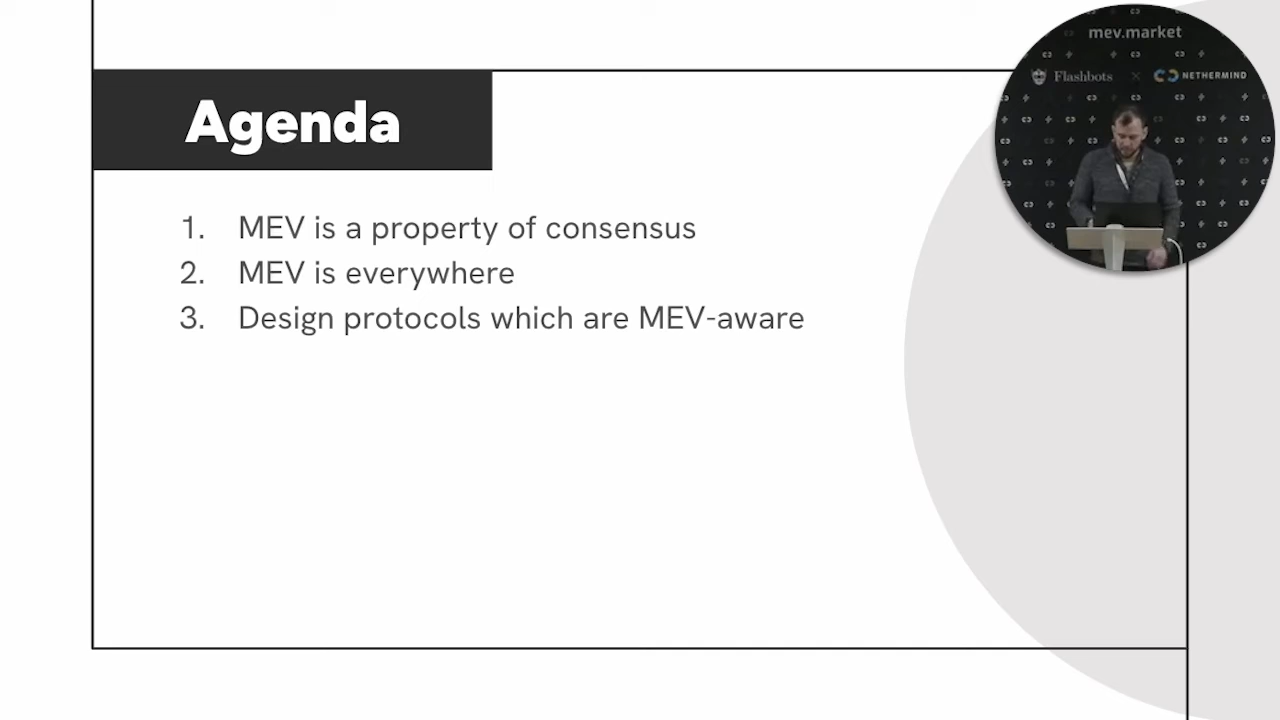 Agenda
1. MEV is a property of consensus
2. MEV is everywhere
3. Design protocols which are MEV-aware
mev.market
Flashbots × NETHERMIND